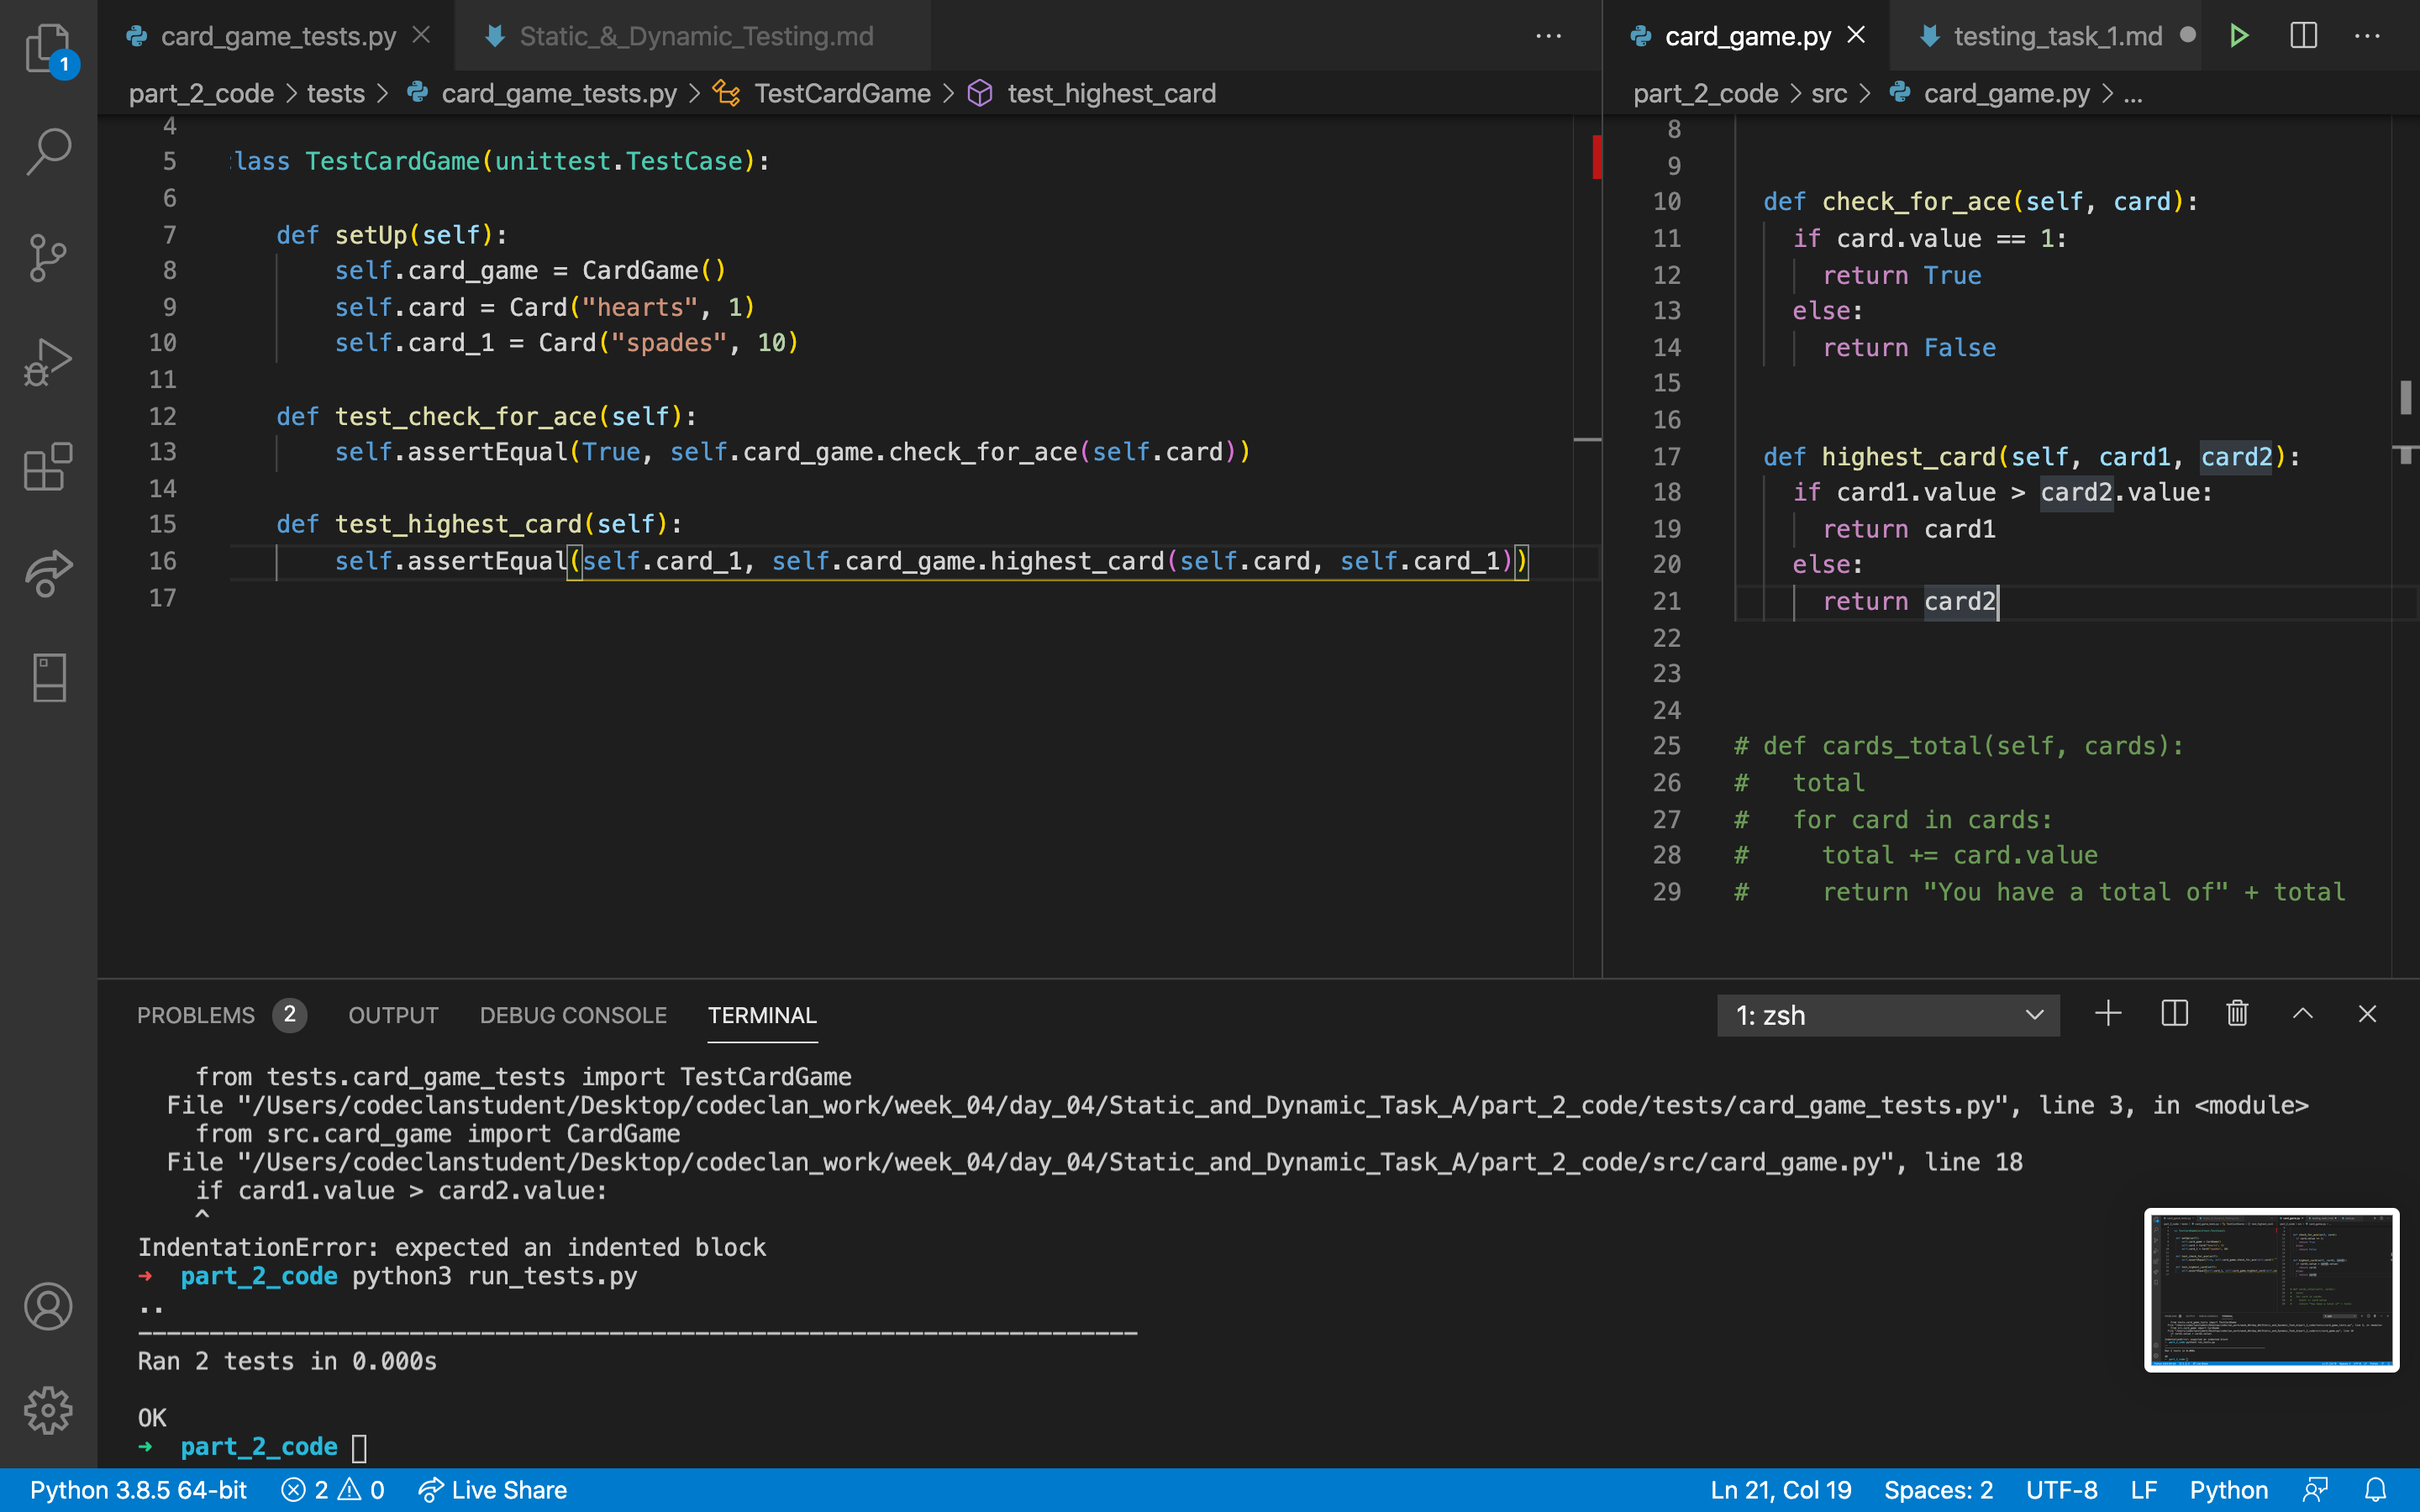 card_game_tests.py
Static_&_Dynamic_Testing.md
part_2_code > tests > card_game_tests.py > TestCardGame > test_highest_card
4
5 lass TestCardGame(unittest.TestCase):
6
7 def setUp(self):
8 self.card_game = CardGame()
9 self.card = Card("hearts", 1)
10 self.card_1 = Card("spades", 10)
11
12 def test_check_for_ace(self):
13 self.assertEqual(True, self.card_game.check_for_ace(self.card))
14
15 def test_highest_card(self):
16 self.assertEqual(self.card_1, self.card_game.highest_card(self.card, self.card_1))
17
card_game.py
testing_task_1.md
part_2_code > src > card_game.py > ...
8
9
10 def check_for_ace(self, card):
11 if card.value == 1:
12 return True
13 else:
14 return False
15
16
17 def highest_card(self, card1, card2):
18 if card1.value > card2.value:
19 return card1
20 else:
21 return card2
22
23
24
25 # def cards_total(self, cards):
26 # total
27 # for card in cards:
28 # total += card.value
29 # return "You have a total of" + total
1
PROBLEMS 2 OUTPUT DEBUG CONSOLE TERMINAL
1: zsh
from tests.card_game_tests import TestCardGame
File "/Users/codeclanstudent/Desktop/codeclan_work/week_04/day_04/Static_and_Dynamic_Task_A/part_2_code/tests/card_game_tests.py", line 3, in <module>
from src.card_game import CardGame
File "/Users/codeclanstudent/Desktop/codeclan_work/week_04/day_04/Static_and_Dynamic_Task_A/part_2_code/src/card_game.py", line 18
if card1.value > card2.value:
^
IndentationError: expected an indented block
→ part_2_code python3 run_tests.py
..
----------------------------------------------------------------------
Ran 2 tests in 0.000s
OK
→ part_2_code
Python 3.8.5 64-bit 2 0 Live Share
Ln 21, Col 19 Spaces: 2 UTF-8 LF Python